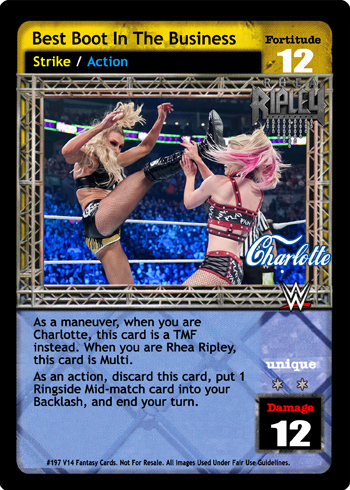 Best Boot In The Business
Fortitude
12
Strike / Action
RHEA
RIPLEY
Charlotte
W
As a maneuver, when you are
Charlotte, this card is a TMF
instead. When you are Rhea Ripley,
this card is Multi.
As an action, discard this card, put 1
Ringside Mid-match card into your
Backlash, and end your turn.
unique
Damage
12
#197 V14 Fantasy Cards. Not For Resale. All Images Used Under Fair Use Guidelines.